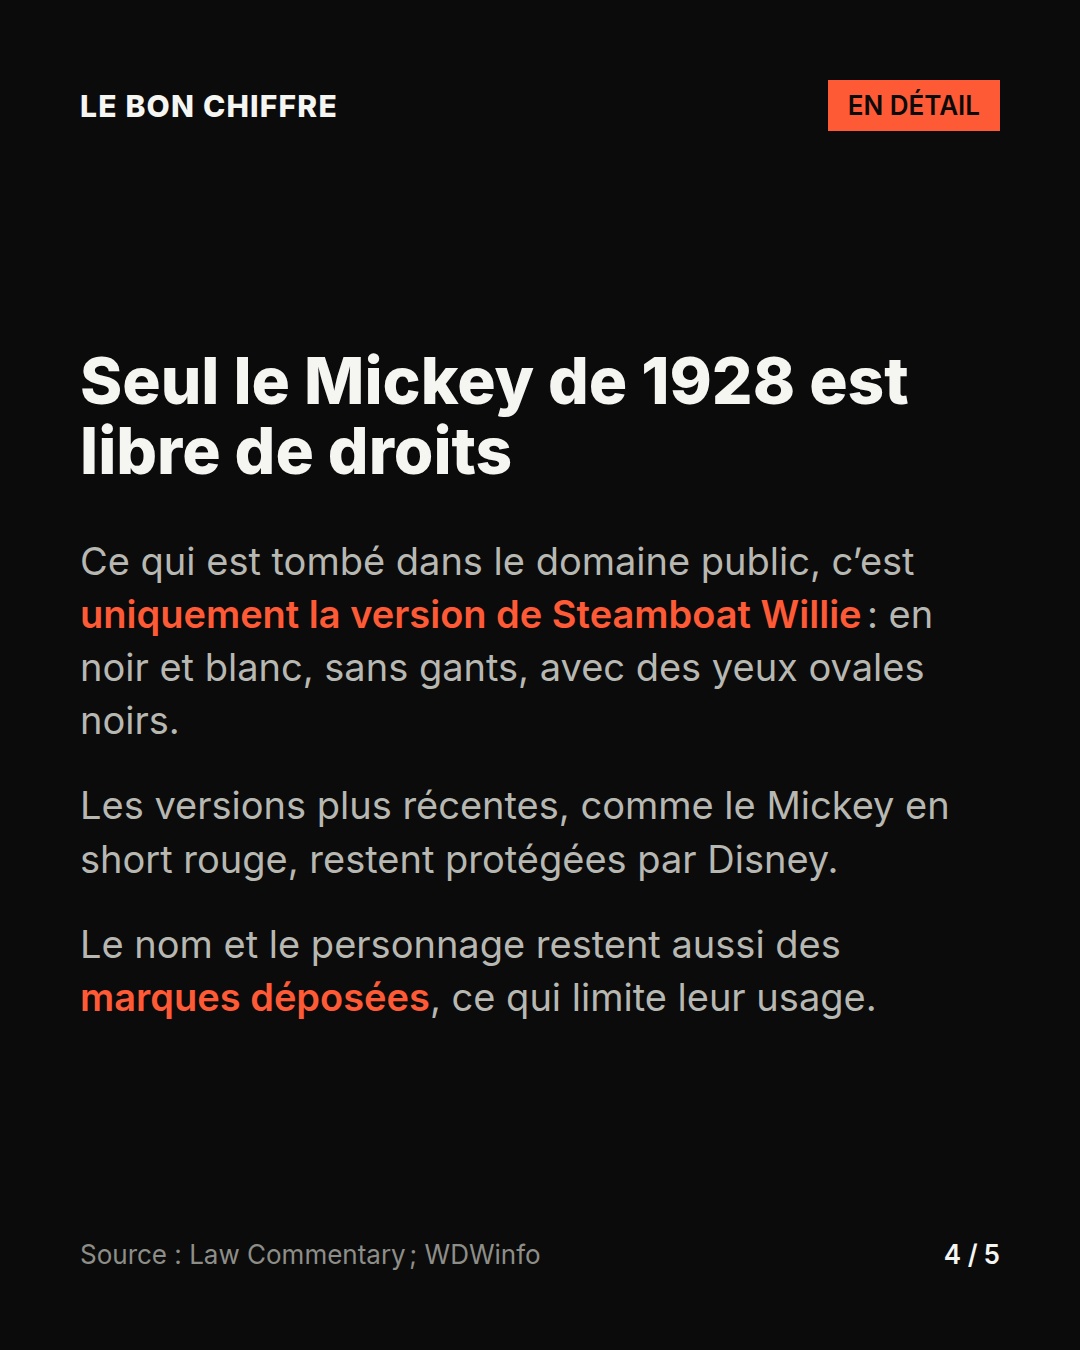 LE BON CHIFFRE
EN DÉTAIL
Seul le Mickey de 1928 est
libre de droits
Ce qui est tombé dans le domaine public, c’est
uniquement la version de Steamboat Willie : en
noir et blanc, sans gants, avec des yeux ovales
noirs.
Les versions plus récentes, comme le Mickey en
short rouge, restent protégées par Disney.
Le nom et le personnage restent aussi des
marques déposées, ce qui limite leur usage.
Source : Law Commentary ; WDWinfo
4 / 5